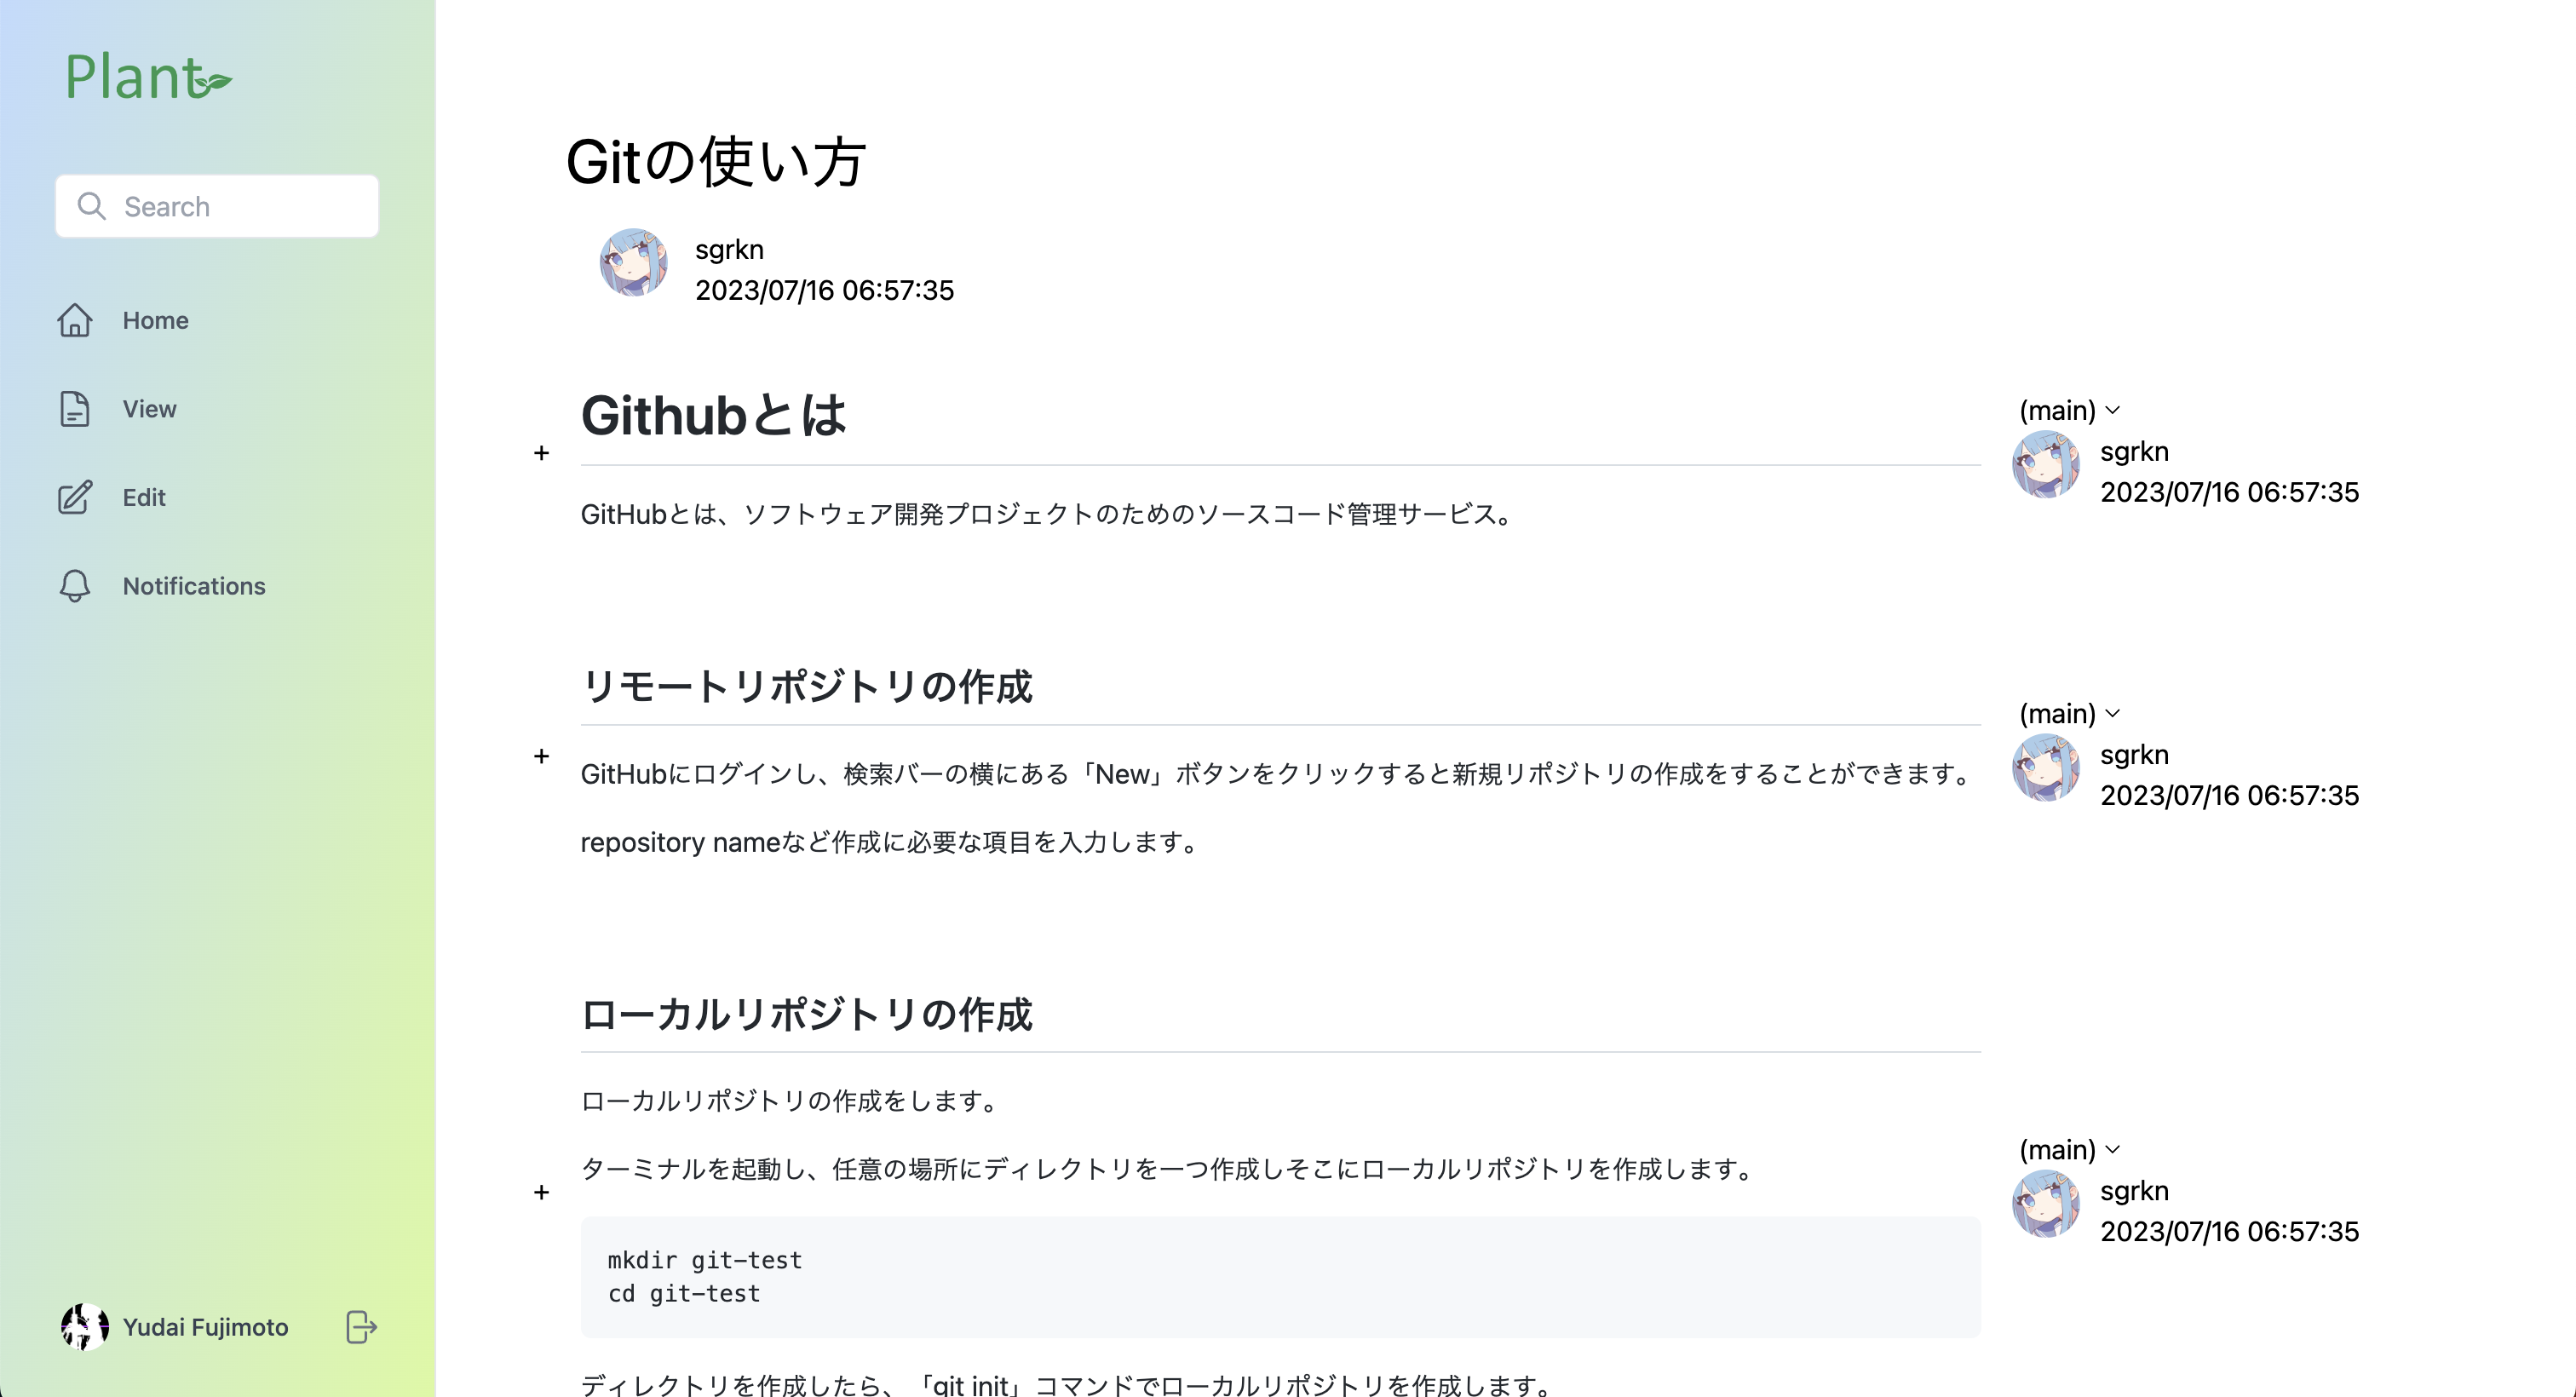 Plant
Search
Home
View
Edit
Notifications
Yudai Fujimoto
Gitの使い方
sgrkn
2023/07/16 06:57:35
Githubとは
+
GitHubとは、ソフトウェア開発プロジェクトのためのソースコード管理サービス。
(main)
sgrkn
2023/07/16 06:57:35
リモートリポジトリの作成
+
GitHubにログインし、検索バーの横にある「New」ボタンをクリックすると新規リポジトリの作成をすることができます。
repository nameなど作成に必要な項目を入力します。
(main)
sgrkn
2023/07/16 06:57:35
ローカルリポジトリの作成
ローカルリポジトリの作成をします。
ターミナルを起動し、任意の場所にディレクトリを一つ作成しそこにローカルリポジトリを作成します。
+
mkdir git-test
cd git-test
(main)
sgrkn
2023/07/16 06:57:35
ディレクトリを作成したら、「git init」コマンドでローカルリポジトリを作成します。